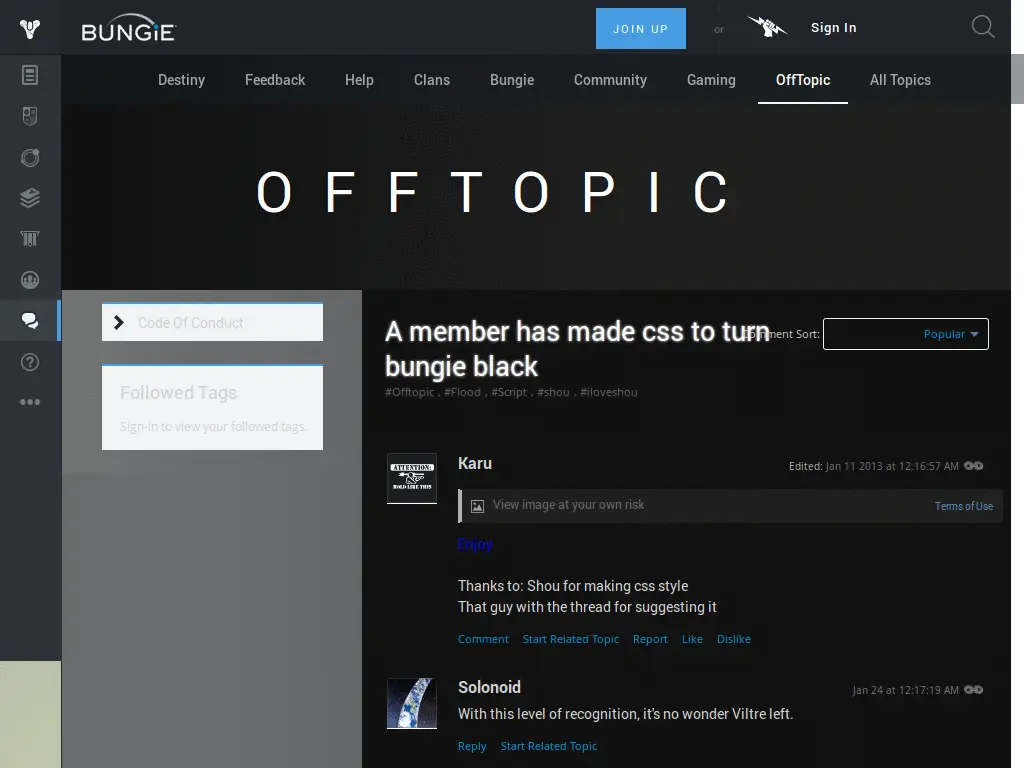 BUNGiE
JOIN UP
or
Sign In
Destiny
Feedback
Help
Clans
Bungie
Community
Gaming
OffTopic
All Topics
OFFTOPIC
Code Of Conduct
Followed Tags
Sign-in to view your followed tags.
A member has made css to turn
bungie black
Comment Sort:
Popular
#Offtopic , #Flood , #Script , #shou , #iloveshou
ATTENTION:
HOLD LIKE THIS
Karu
Edited: Jan 11 2013 at 12:16:57 AM
View image at your own risk
Terms of Use
Enjoy
Thanks to: Shou for making css style
That guy with the thread for suggesting it
Comment
Start Related Topic
Report
Like
Dislike
Solonoid
Jan 24 at 12:17:19 AM
With this level of recognition, it's no wonder Viltre left.
Reply
Start Related Topic